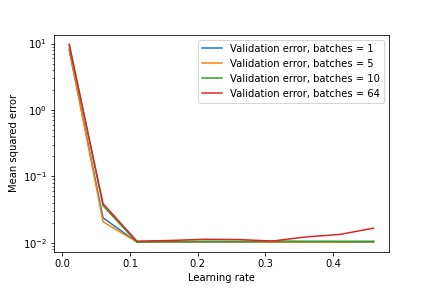 10¹
10⁰
10⁻¹
10⁻²
Mean squared error
Validation error, batches = 1
Validation error, batches = 5
Validation error, batches = 10
Validation error, batches = 64
0.0 0.1 0.2 0.3 0.4
Learning rate